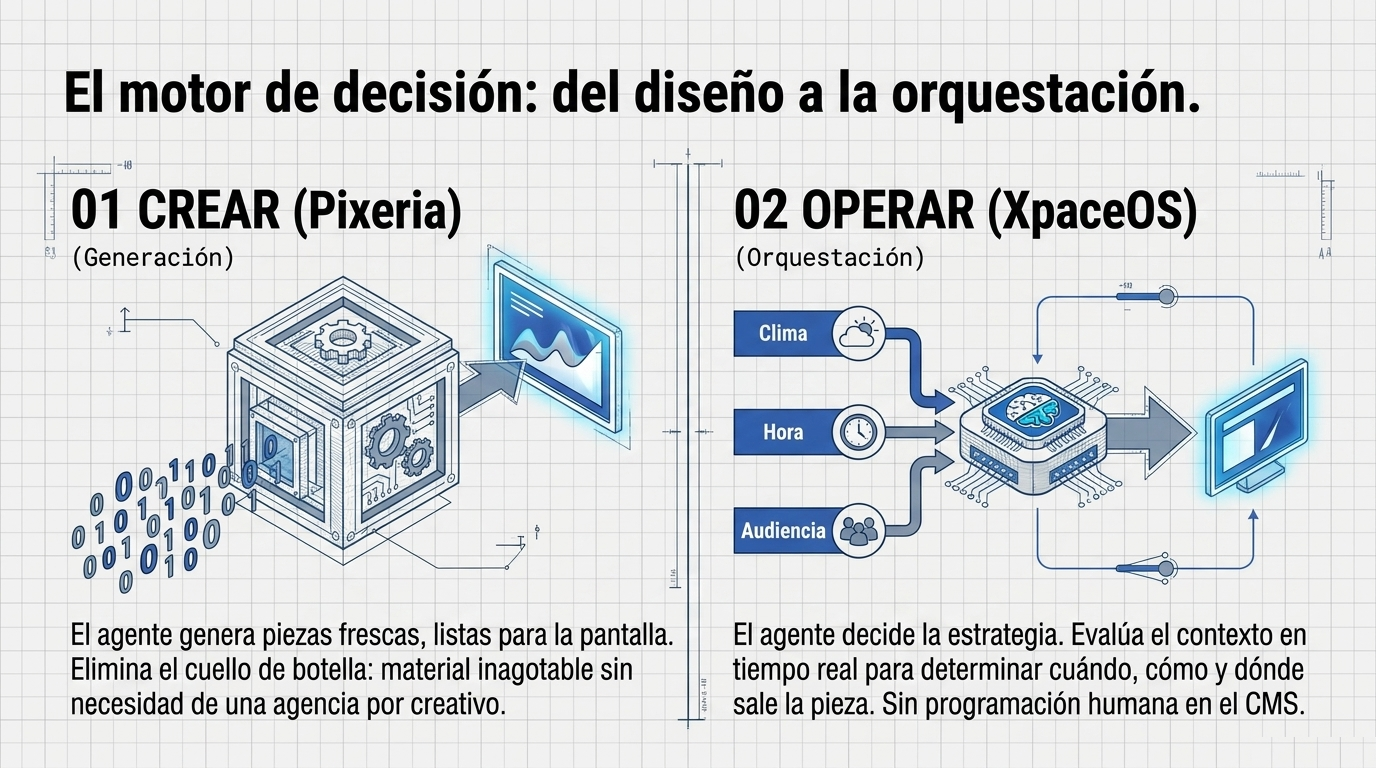 El motor de decisión: del diseño a la orquestación.
01 CREAR (Pixeria)
(Generación)
El agente genera piezas frescas, listas para la pantalla.
Elimina el cuello de botella: material inagotable sin
necesidad de una agencia por creativo.
02 OPERAR (XpaceOS)
(Orquestación)
Clima
Hora
Audiencia
El agente decide la estrategia. Evalúa el contexto en
tiempo real para determinar cuándo, cómo y dónde
sale la pieza. Sin programación humana en el CMS.